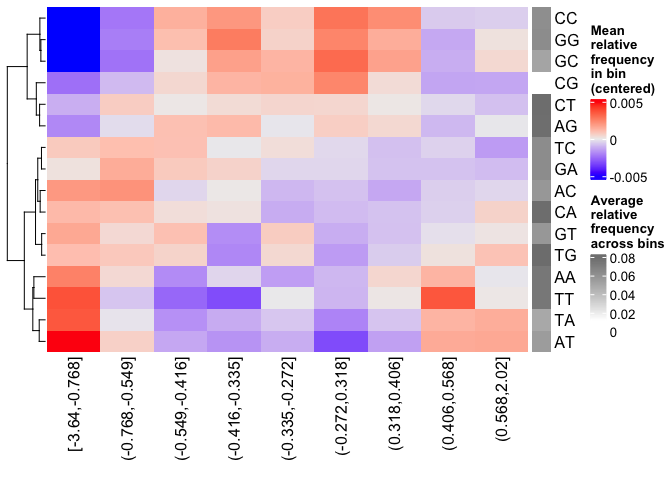 CC
GG
GC
CG
CT
AG
TC
GA
AC
CA
GT
TG
AA
TT
TA
AT
[-3.64,-0.768]
(-0.768,-0.549]
(-0.549,-0.416]
(-0.416,-0.335]
(-0.335,-0.272]
(-0.272,0.318]
(0.318,0.406]
(0.406,0.568]
(0.568,2.02]
Mean
relative
frequency
in bin
(centered)
0.005
0
-0.005
Average
relative
frequency
across bins
0.08
0.06
0.04
0.02
0